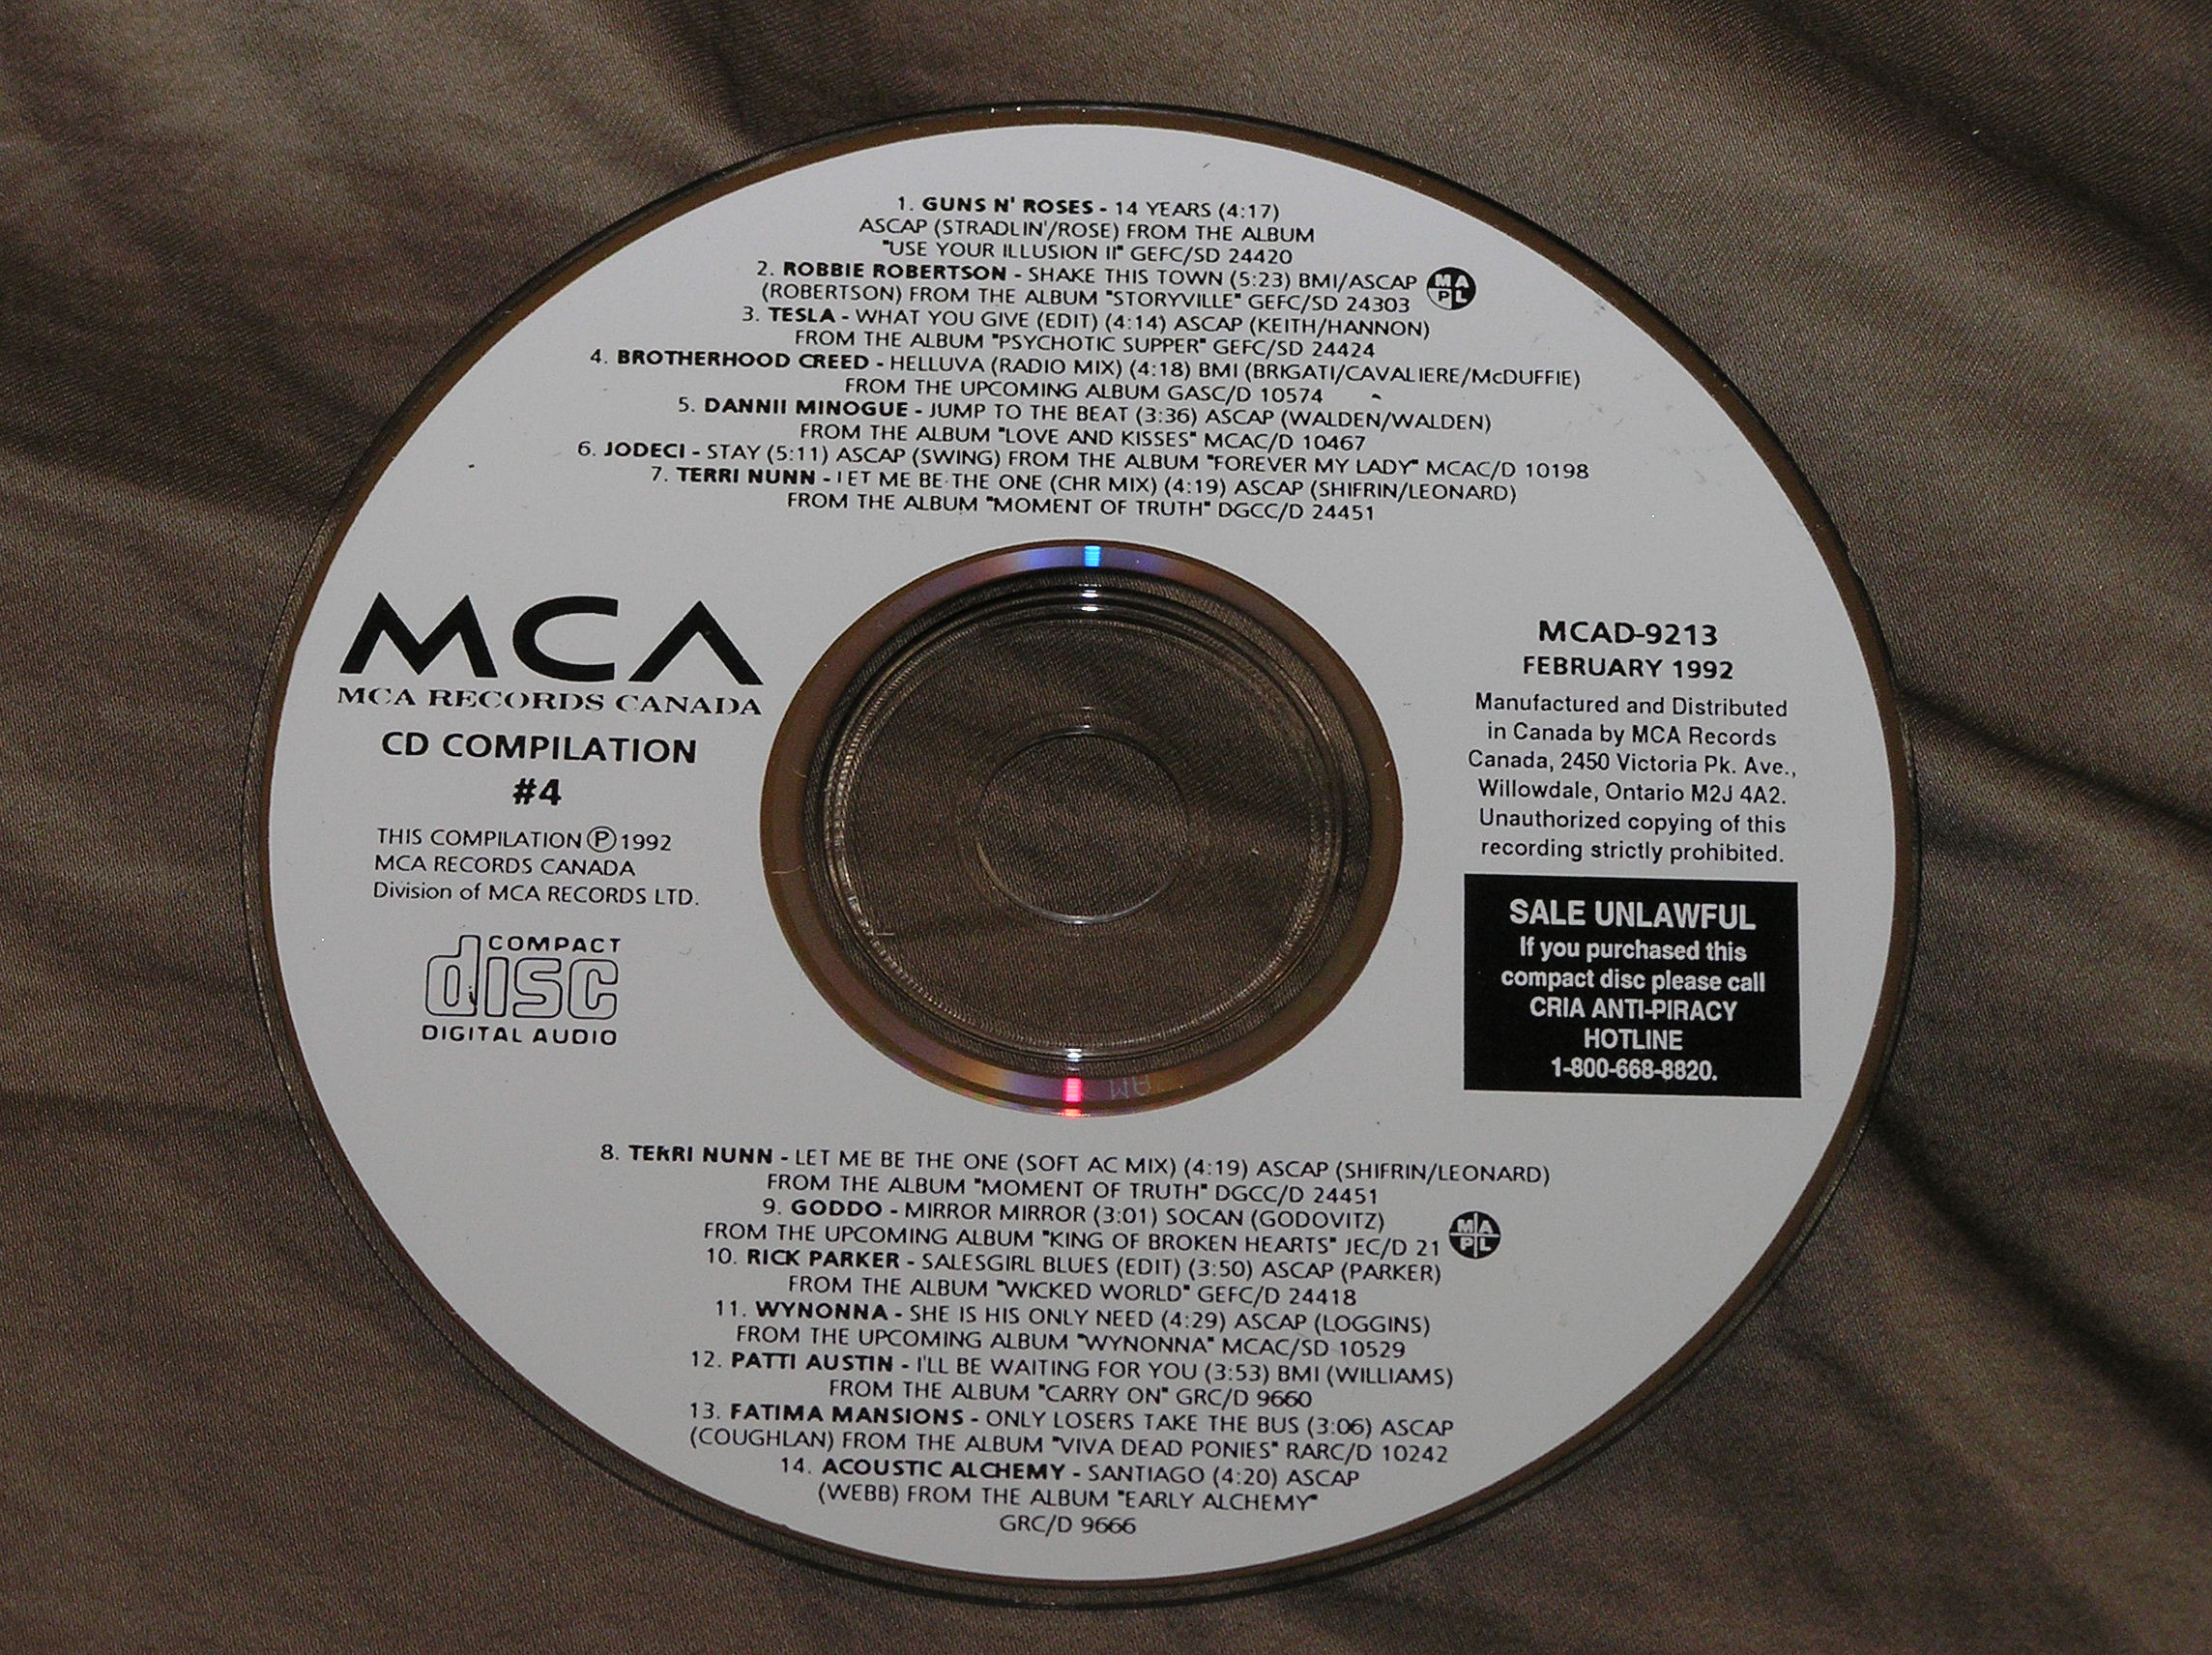 1. GUNS N' ROSES - 14 YEARS (4:17)
ASCAP (STRADLIN'/ROSE) FROM THE ALBUM
"USE YOUR ILLUSION II" GEFC/SD 24420
2. ROBBIE ROBERTSON - SHAKE THIS TOWN (5:23) BMI/ASCAP
(ROBERTSON) FROM THE ALBUM "STORYVILLE" GEFC/SD 24303
MA
PL
3. TESLA - WHAT YOU GIVE (EDIT) (4:14) ASCAP (KEITH/HANNON)
FROM THE ALBUM "PSYCHOTIC SUPPER" GEFC/SD 24424
4. BROTHERHOOD CREED - HELLUVA (RADIO MIX) (4:18) BMI (BRIGATI/CAVALIERE/McDUFFIE)
FROM THE UPCOMING ALBUM GASC/D 10574
5. DANNII MINOGUE - JUMP TO THE BEAT (3:36) ASCAP (WALDEN/WALDEN)
FROM THE ALBUM "LOVE AND KISSES" MCAC/D 10467
6. JODECI - STAY (5:11) ASCAP (SWING) FROM THE ALBUM "FOREVER MY LADY" MCAC/D 10198
7. TERRI NUNN - LET ME BE THE ONE (CHR MIX) (4:19) ASCAP (SHIFRIN/LEONARD)
FROM THE ALBUM "MOMENT OF TRUTH" DGCC/D 24451
MCA
MCA RECORDS CANADA
CD COMPILATION
#4
THIS COMPILATION Ⓟ 1992
MCA RECORDS CANADA
Division of MCA RECORDS LTD.
COMPACT
disc
DIGITAL AUDIO
MCAD-9213
FEBRUARY 1992
Manufactured and Distributed
in Canada by MCA Records
Canada, 2450 Victoria Pk. Ave.,
Willowdale, Ontario M2J 4A2.
Unauthorized copying of this
recording strictly prohibited.
SALE UNLAWFUL
If you purchased this
compact disc please call
CRIA ANTI-PIRACY
HOTLINE
1-800-668-8820.
8. TERRI NUNN - LET ME BE THE ONE (SOFT AC MIX) (4:19) ASCAP (SHIFRIN/LEONARD)
FROM THE ALBUM "MOMENT OF TRUTH" DGCC/D 24451
9. GODDO - MIRROR MIRROR (3:01) SOCAN (GODOVITZ)
FROM THE UPCOMING ALBUM "KING OF BROKEN HEARTS" JEC/D 21
MA
PL
10. RICK PARKER - SALESGIRL BLUES (EDIT) (3:50) ASCAP (PARKER)
FROM THE ALBUM "WICKED WORLD" GEFC/D 24418
11. WYNONNA - SHE IS HIS ONLY NEED (4:29) ASCAP (LOGGINS)
FROM THE UPCOMING ALBUM "WYNONNA" MCAC/SD 10529
12. PATTI AUSTIN - I'LL BE WAITING FOR YOU (3:53) BMI (WILLIAMS)
FROM THE ALBUM "CARRY ON" GRC/D 9660
13. FATIMA MANSIONS - ONLY LOSERS TAKE THE BUS (3:06) ASCAP
(COUGHLAN) FROM THE ALBUM "VIVA DEAD PONIES" RARC/D 10242
14. ACOUSTIC ALCHEMY - SANTIAGO (4:20) ASCAP
(WEBB) FROM THE ALBUM "EARLY ALCHEMY"
GRC/D 9666